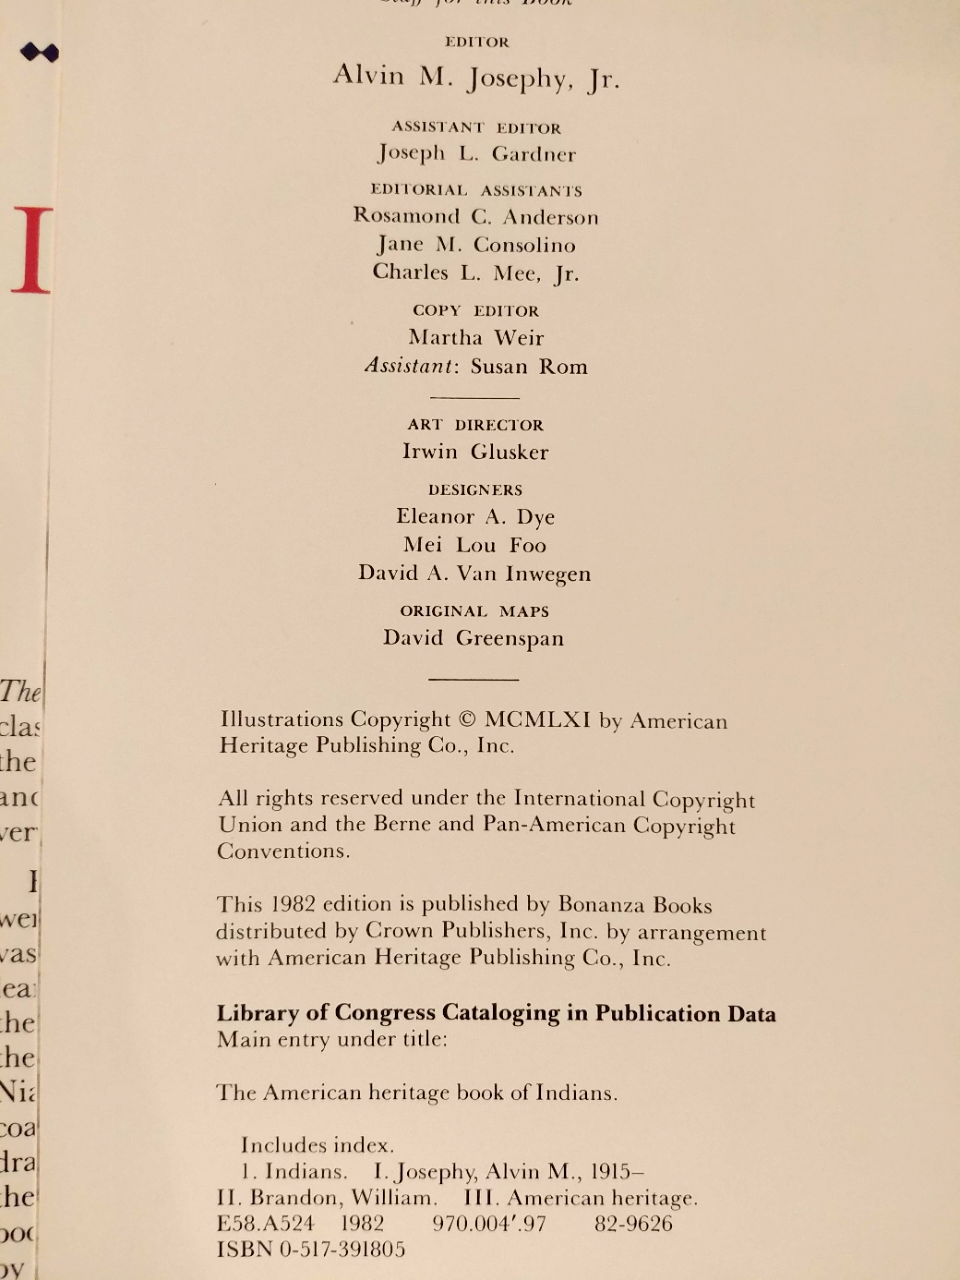 Staff for this Book
EDITOR
Alvin M. Josephy, Jr.
ASSISTANT EDITOR
Joseph L. Gardner
EDITORIAL ASSISTANTS
Rosamond C. Anderson
Jane M. Consolino
Charles L. Mee, Jr.
COPY EDITOR
Martha Weir
Assistant: Susan Rom
ART DIRECTOR
Irwin Glusker
DESIGNERS
Eleanor A. Dye
Mei Lou Foo
David A. Van Inwegen
ORIGINAL MAPS
David Greenspan
Illustrations Copyright © MCMLXI by American
Heritage Publishing Co., Inc.
All rights reserved under the International Copyright
Union and the Berne and Pan-American Copyright
Conventions.
This 1982 edition is published by Bonanza Books
distributed by Crown Publishers, Inc. by arrangement
with American Heritage Publishing Co., Inc.
Library of Congress Cataloging in Publication Data
Main entry under title:
The American heritage book of Indians.
Includes index.
1. Indians. I. Josephy, Alvin M., 1915–
II. Brandon, William. III. American heritage.
E58.A524 1982 970.004′.97 82-9626
ISBN 0-517-391805
I
The
the